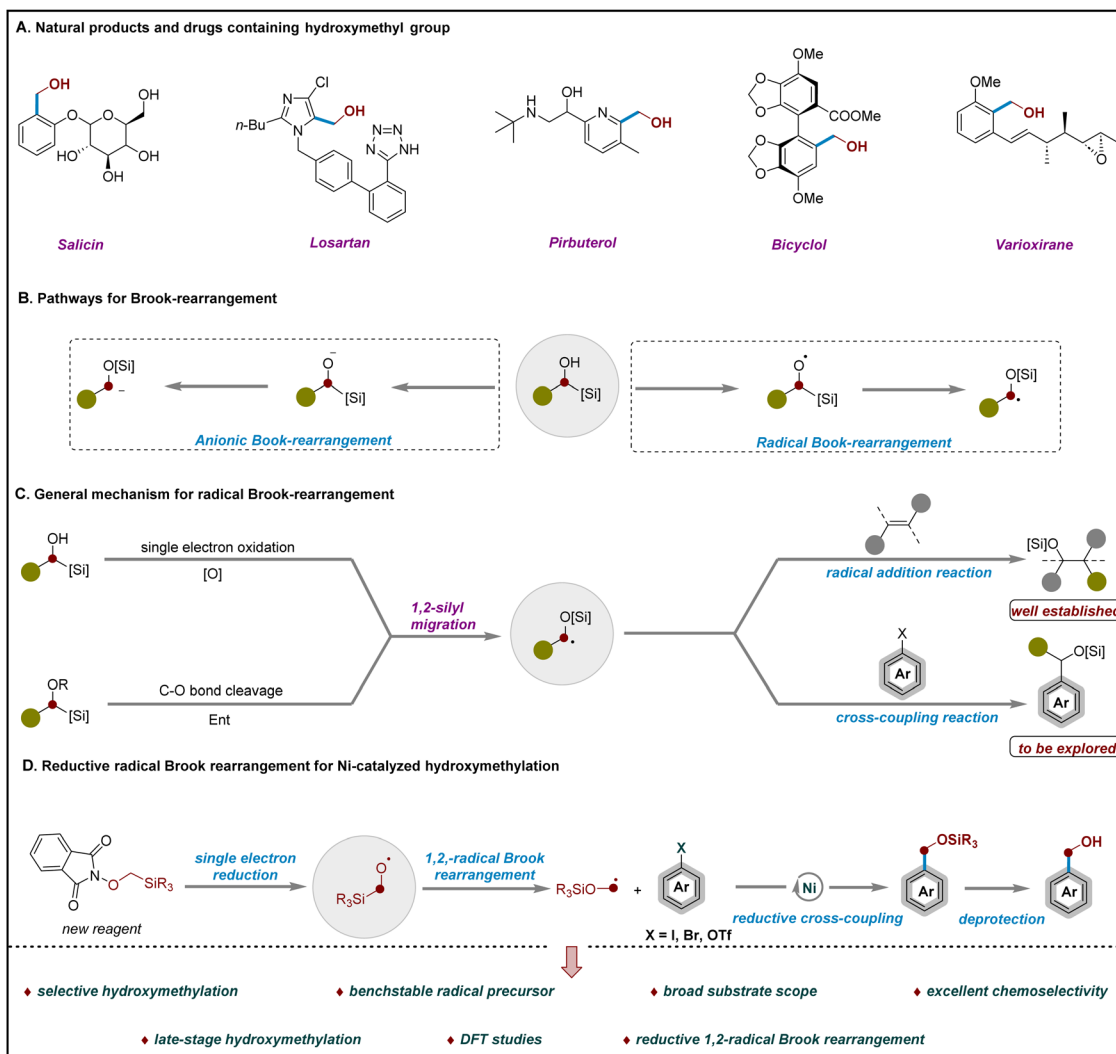 A. Natural products and drugs containing hydroxymethyl group
OH
O
O
OH
HO
OH
OH
Salicin
Cl
N
n-Bu
N
OH
N
N
N
NH
Losartan
OH
H
N
N
OH
Pirbuterol
OMe
O
O
COOMe
O
O
OH
OMe
Bicyclol
OMe
OH
O
Varioxirane
B. Pathways for Brook-rearrangement
O[Si]
–
O–
[Si]
Anionic Book-rearrangement
OH
[Si]
O•
[Si]
O[Si]
•
Radical Book-rearrangement
C. General mechanism for radical Brook-rearrangement
OH
[Si]
single electron oxidation
[O]
OR
[Si]
C-O bond cleavage
Ent
1,2-silyl
migration
O[Si]
•
radical addition reaction
[Si]O
well established
X
Ar
cross-coupling reaction
O[Si]
Ar
to be explored
D. Reductive radical Brook rearrangement for Ni-catalyzed hydroxymethylation
O
N
O
O
SiR3
new reagent
single electron
reduction
O•
R3Si
1,2,-radical Brook
rearrangement
R3SiO
•
+
X
Ar
X = I, Br, OTf
Ni
reductive cross-coupling
OSiR3
Ar
deprotection
OH
Ar
♦ selective hydroxymethylation
♦ benchstable radical precursor
♦ broad substrate scope
♦ excellent chemoselectivity
♦ late-stage hydroxymethylation
♦ DFT studies
♦ reductive 1,2-radical Brook rearrangement